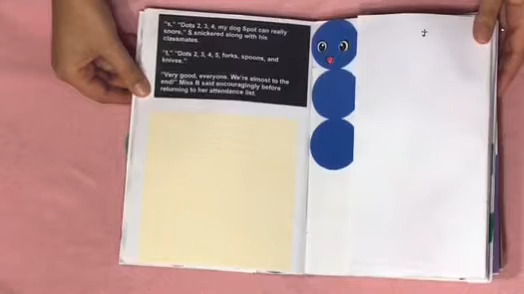 "s," "Dots 2, 3, 4, my dog Spot can really
snore," S snickered along with his
classmates.
"t," "Dots 2, 3, 4, 5, forks, spoons, and
knives."
"Very good, everyone. We're almost to the
end!" Miss B said encouragingly before
returning to her attendance list.